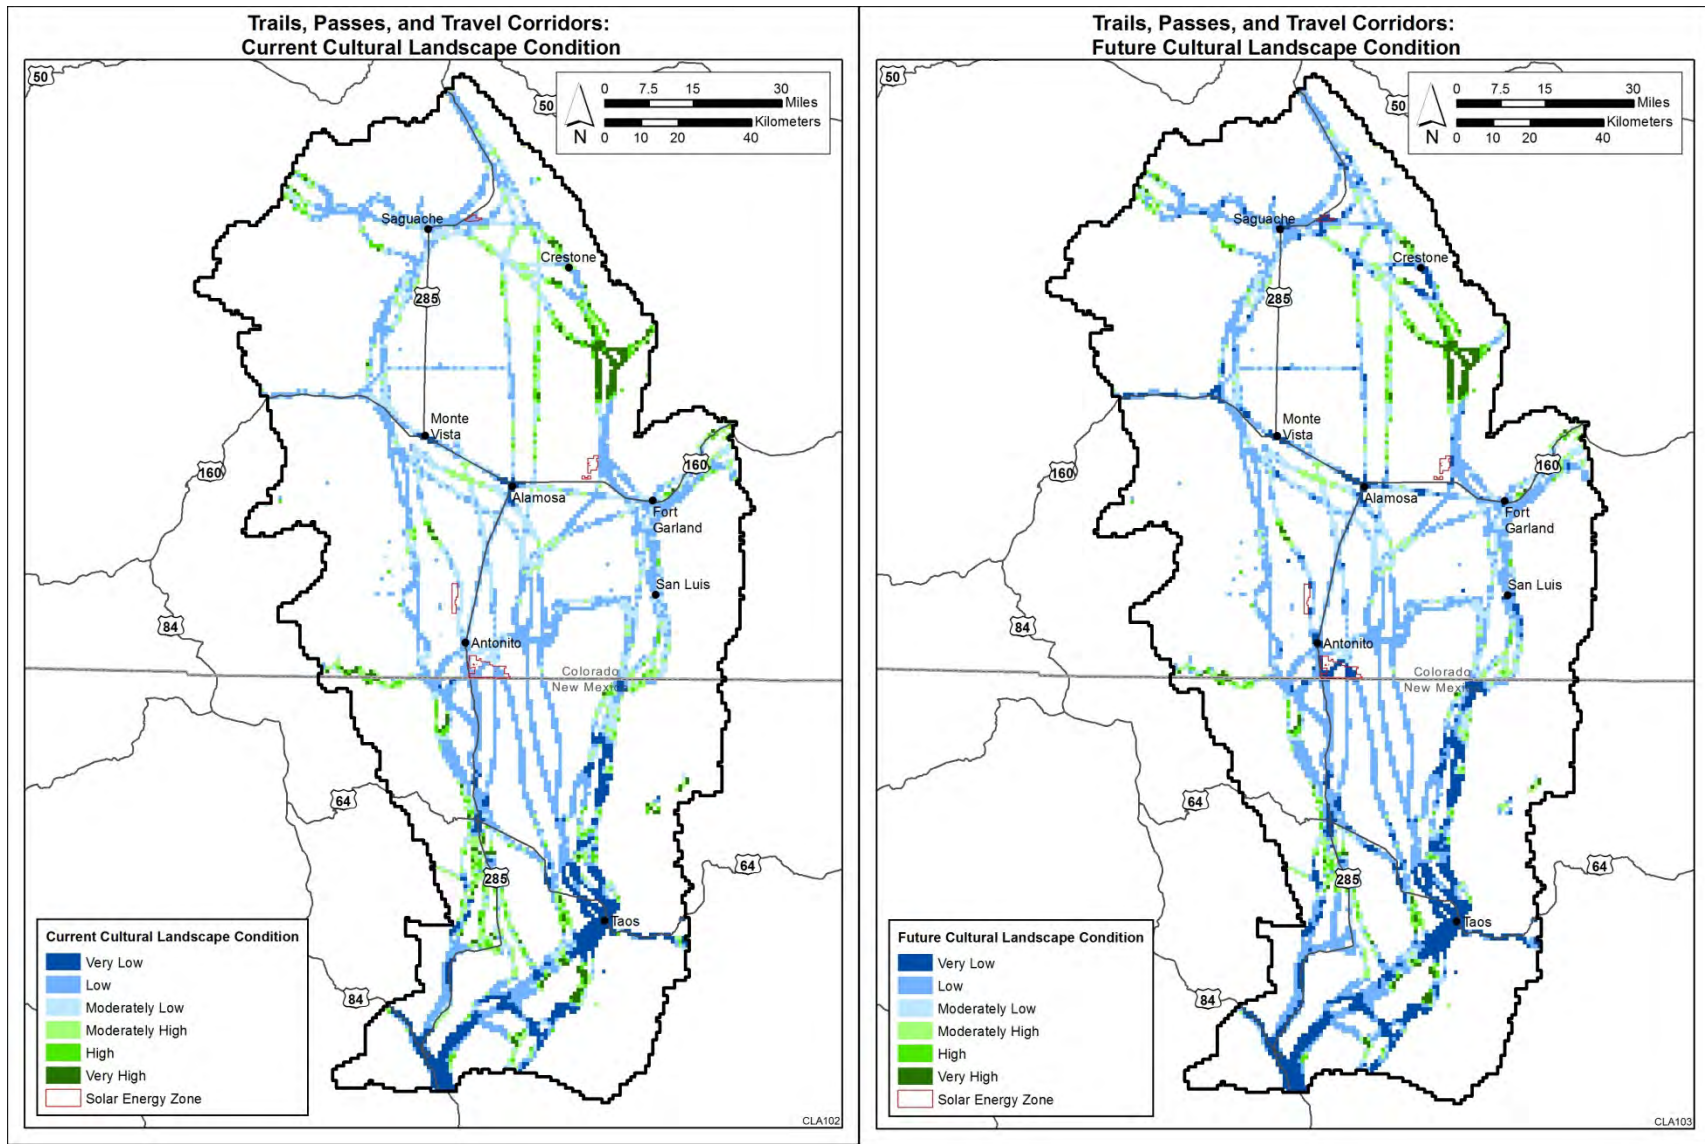 Trails, Passes, and Travel Corridors:
Current Cultural Landscape Condition
50
50
0 7.5 15 30
Miles
Kilometers
0 10 20 40
N
Saguache
Crestone
285
Monte
Vista
160
160
Alamosa
Fort
Garland
San Luis
84
Antonito
Colorado
New Mexi
64
285
64
Taos
84
Current Cultural Landscape Condition
Very Low
Low
Moderately Low
Moderately High
High
Very High
Solar Energy Zone
CLA102
Trails, Passes, and Travel Corridors:
Future Cultural Landscape Condition
50
50
0 7.5 15 30
Miles
Kilometers
0 10 20 40
N
Saguache
Crestone
285
Monte
Vista
160
160
Alamosa
Fort
Garland
San Luis
84
Antonito
Colorado
New Mexi
64
285
64
Taos
84
Future Cultural Landscape Condition
Very Low
Low
Moderately Low
Moderately High
High
Very High
Solar Energy Zone
CLA103